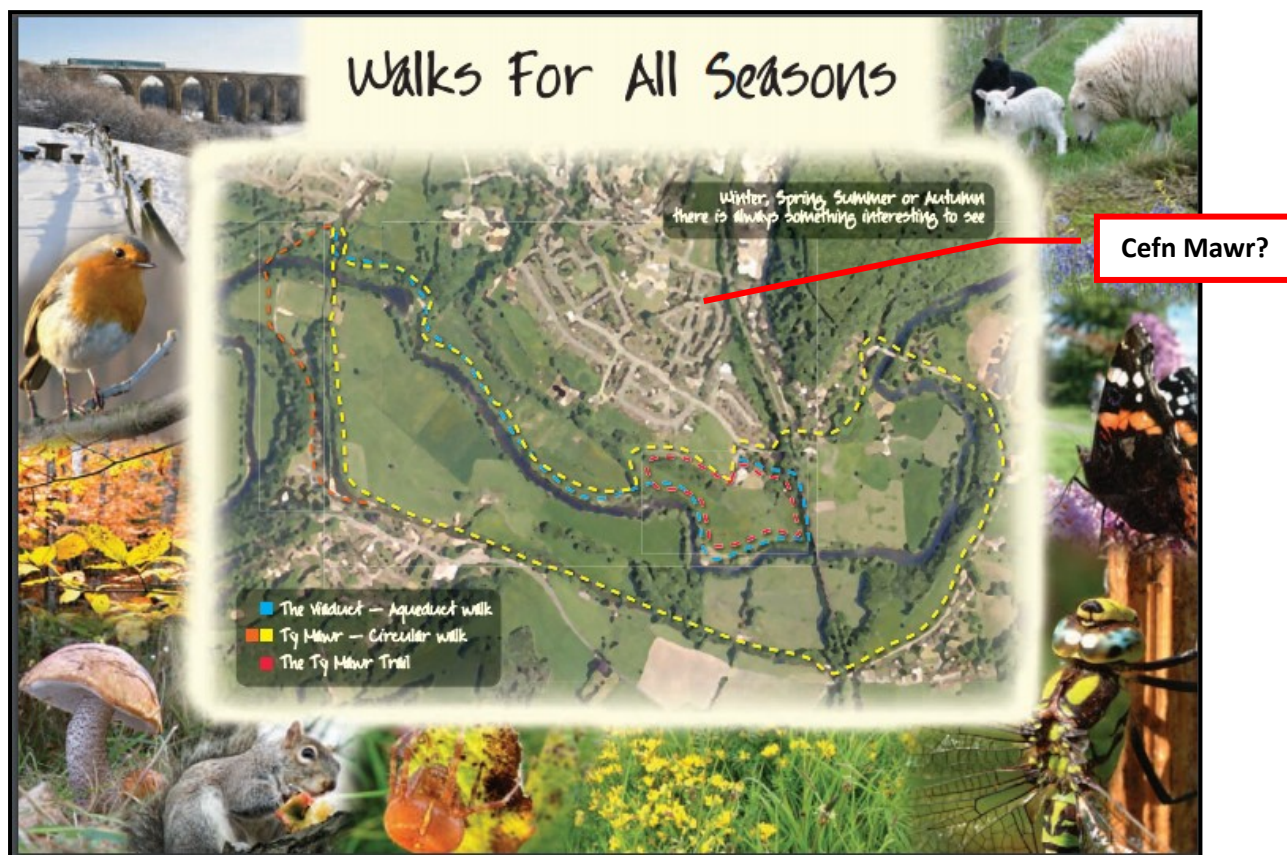 Walks For All Seasons
Winter, Spring, Summer or Autumn
there is always something interesting to see
Cefn Mawr?
The Viaduct – Aqueduct walk
Ty Mawr – Circular walk
The Ty Mawr Trail